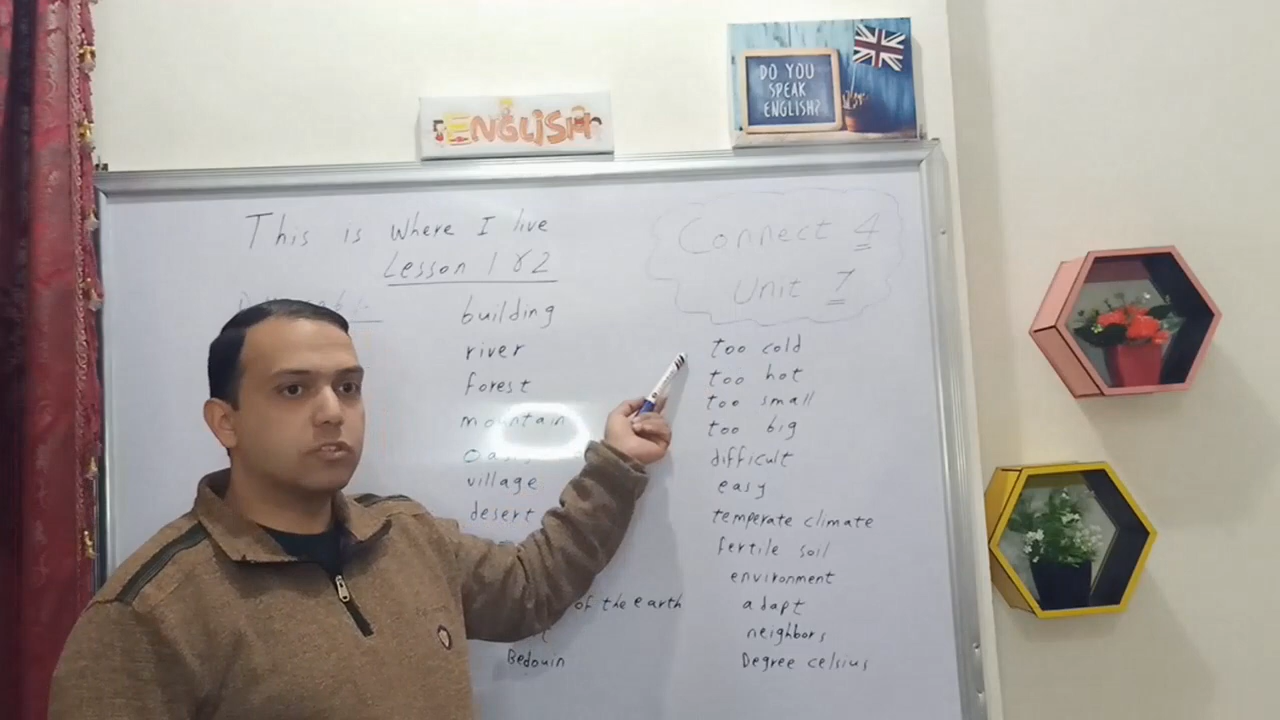 DO YOU
SPEAK
ENGLISH?
ENGLISH
This is Where I live
Lesson 1 & 2
Connect 4
Unit 7
building
river
forest
mountain
oasis
village
desert
of the earth
Bedouin
too cold
too hot
too small
too big
difficult
easy
temperate climate
fertile soil
environment
adapt
neighbors
Degree celsius